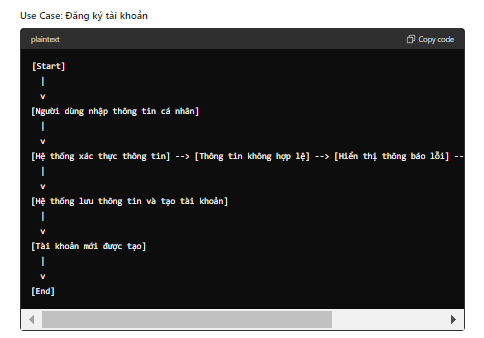 Use Case: Đăng ký tài khoản
plaintext Copy code
[Start]
|
v
[Người dùng nhập thông tin cá nhân]
|
v
[Hệ thống xác thực thông tin] --> [Thông tin không hợp lệ] --> [Hiển thị thông báo lỗi] --
|
v
[Hệ thống lưu thông tin và tạo tài khoản]
|
v
[Tài khoản mới được tạo]
|
v
[End]